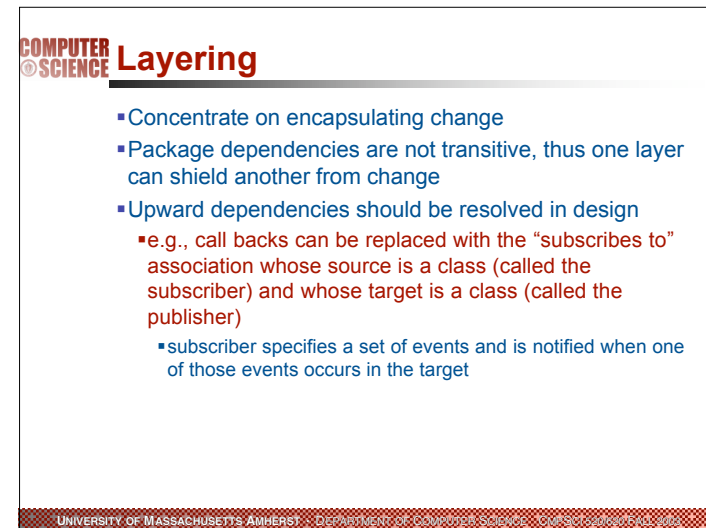 COMPUTER
SCIENCE
Layering
▪Concentrate on encapsulating change
▪Package dependencies are not transitive, thus one layer
can shield another from change
▪Upward dependencies should be resolved in design
▪e.g., call backs can be replaced with the “subscribes to”
association whose source is a class (called the
subscriber) and whose target is a class (called the
publisher)
▪subscriber specifies a set of events and is notified when one
of those events occurs in the target
UNIVERSITY OF MASSACHUSETTS AMHERST · DEPARTMENT OF COMPUTER SCIENCE · CMPSCI 520/620 FALL